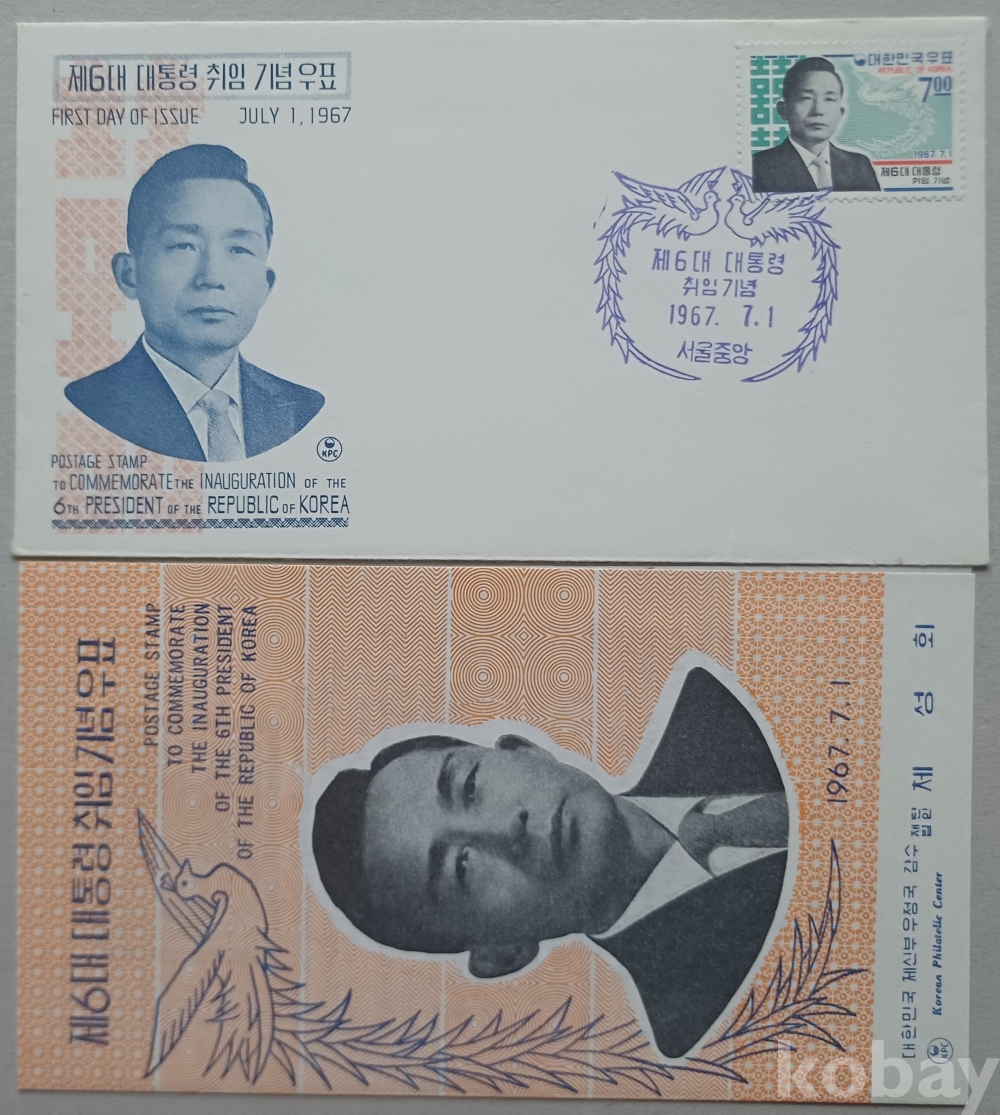 제6대 대통령 취임 기념 우표
FIRST DAY OF ISSUE JULY 1, 1967
KPC
POSTAGE STAMP
TO COMMEMORATE THE INAUGURATION OF THE
6TH PRESIDENT OF THE REPUBLIC OF KOREA
대한민국우표
REPUBLIC OF KOREA
7.00
1967. 7.1
제6대 대통령
취임 기념
제6대 대통령
취임 기념
1967. 7.1
서울중앙
제6대 대통령 취임 기념 우표
POSTAGE STAMP
TO COMMEMORATE
THE INAUGURATION
OF THE 6TH PRESIDENT
OF THE REPUBLIC OF KOREA
1967. 7. 1
대한민국 체신부 우정국 감수
체성회
KPC
Korean Philatelic Center
kobay